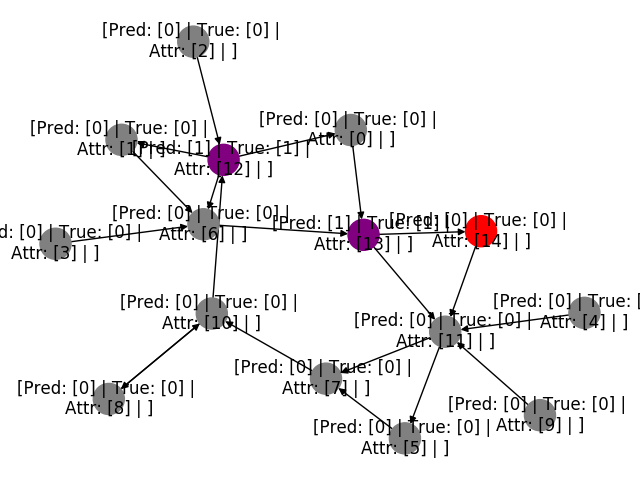 [Pred: [0] | True: [0] |
Attr: [2] | ]
[Pred: [0] | True: [0] |
Attr: [0] | ]
[Pred: [0] | True: [0] |
Attr: [1] | ]
[Pred: [1] | True: [1] |
Attr: [12] | ]
[Pred: [0] | True: [0] |
Attr: [6] | ]
[Pred: [1] | True: [1] |
Attr: [13] | ]
[Pred: [0] | True: [0] |
Attr: [14] | ]
d: [0] | True: [0] |
Attr: [3] | ]
[Pred: [0] | True: [0] |
Attr: [10] | ]
[Pred: [0] | True: [0] |
Attr: [11] | ]
[Pred: [0] | True: [
Attr: [4] | ]
[Pred: [0] | True: [0] |
Attr: [7] | ]
[Pred: [0] | True: [0] |
Attr: [8] | ]
[Pred: [0] | True: [0] |
Attr: [9] | ]
[Pred: [0] | True: [0] |
Attr: [5] | ]